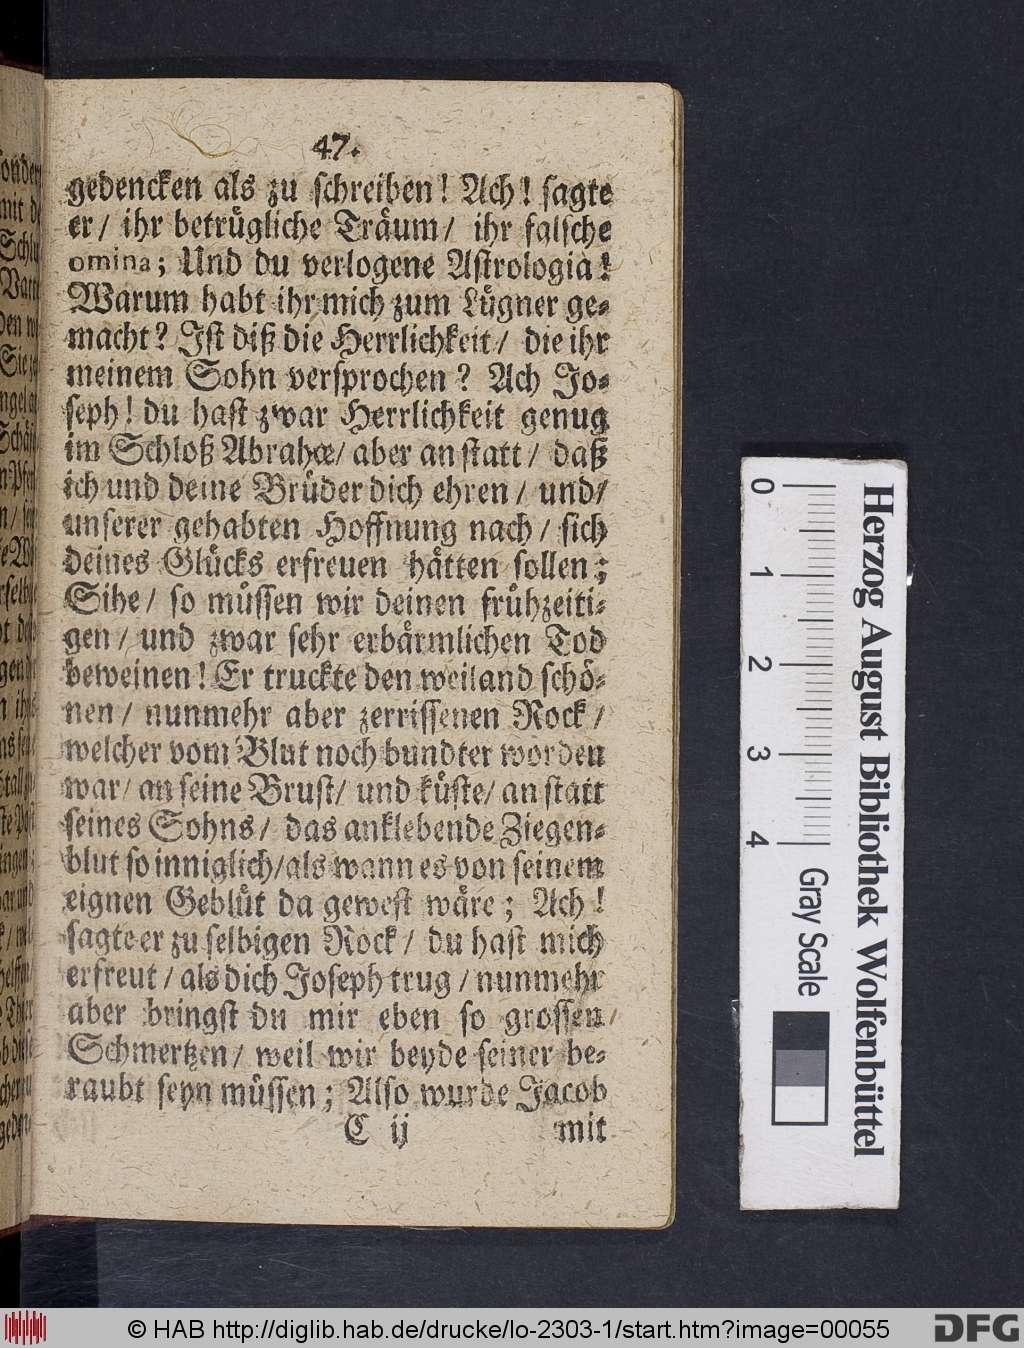 47.
gedencken als zu schreiben! Ach! sagte
er/ ihr betrügliche Träum/ ihr falsche
omina; Und du verlogene Astrologia!
Warum habt ihr mich zum Lügner ge-
macht? Ist diß die Herrlichkeit/ die ihr
meinem Sohn versprochen? Ach Jo-
seph! du hast zwar Herrlichkeit genug
im Schloß Abrahæ/ aber an statt/ daß
ich und deine Brüder dich ehren/ und/
unserer gehabten Hoffnung nach/ sich
deines Glücks erfreuen hätten sollen;
Sihe/ so müssen wir deinen frühzeiti-
gen/ und zwar sehr erbärmlichen Tod
beweinen! Er truckte den weiland schö-
nen/ nunmehr aber zerrissenen Rock/
welcher vom Blut noch bundter worden
war/ an seine Brust/ und küste/ an statt
seines Sohns/ das anklebende Ziegen-
blut so inniglich/ als wann es von seinem
eignen Geblüt da gewest wäre; Ach!
sagte er zu selbigen Rock/ du hast mich
erfreut/ als dich Joseph trug/ nunmehr
aber bringst du mir eben so grossen
Schmertzen/ weil wir beyde seiner be-
raubt seyn müssen; Also wurde Jacob
C ij mit
Herzog August Bibliothek Wolfenbüttel
0 1 2 3 4 Gray Scale
© HAB http://diglib.hab.de/drucke/lo-2303-1/start.htm?image=00055
DFG